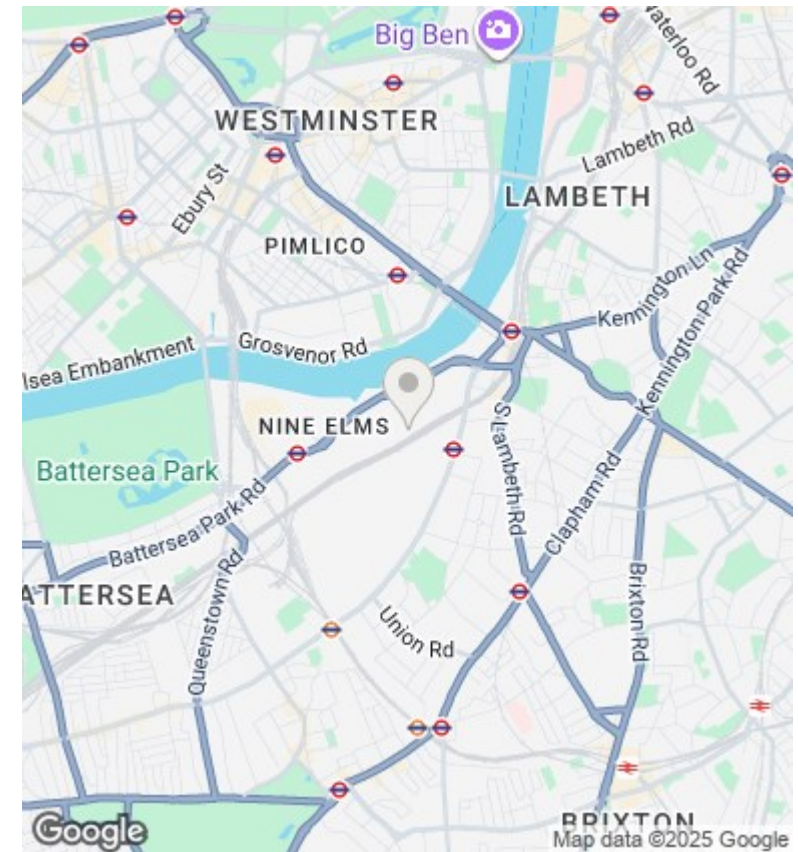 Big Ben
Waterloo Rd
WESTMINSTER
Lambeth Rd
Ebury St
LAMBETH
PIMLICO
Kennington Ln
Kennington Park Rd
Grosvenor Rd
lsea Embankment
NINE ELMS
S Lambeth Rd
Battersea Park
Clapham Rd
Battersea Park Rd
Brixton Rd
ATTERSEA
Queenstown Rd
Union Rd
BRIXTON
Google
Map data ©2025 Google